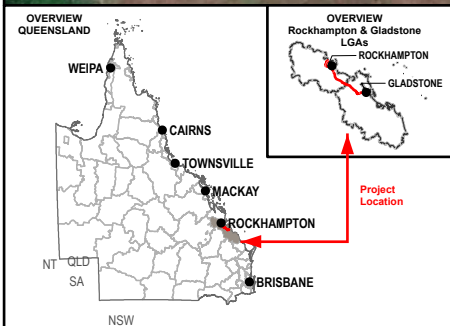 OVERVIEW
QUEENSLAND
WEIPA
CAIRNS
TOWNSVILLE
MACKAY
ROCKHAMPTON
BRISBANE
NT
QLD
SA
NSW
OVERVIEW
Rockhampton & Gladstone
LGAs
ROCKHAMPTON
GLADSTONE
Project
Location